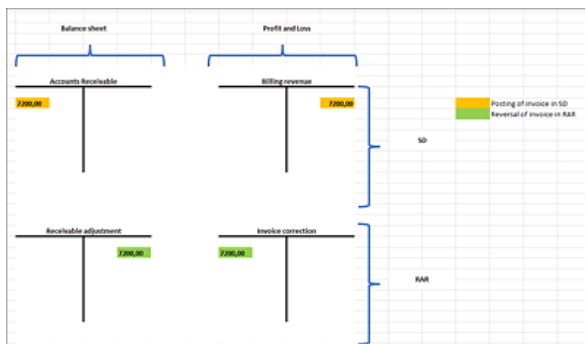 Balance sheet
Profit and Loss
Accounts Receivable
Billing revenue
7200,00
7200,00
Posting of invoice in SD
Reversal of invoice in RAR
SD
Receivable adjustment
Invoice correction
7200,00
7200,00
RAR